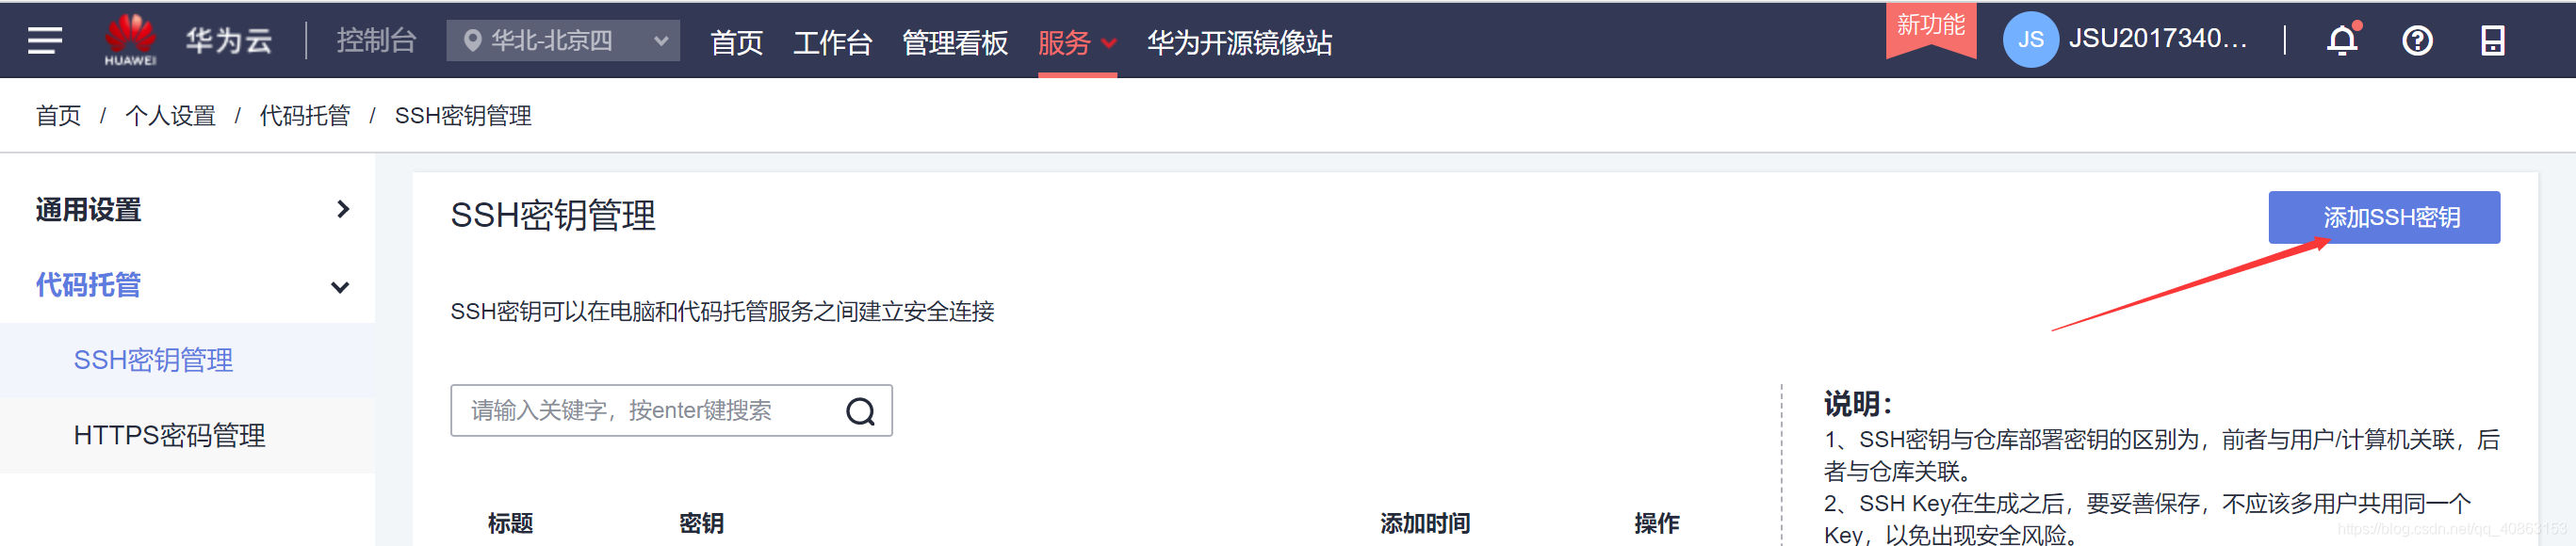 HUAWEI 华为云 控制台 华北-北京四 首页 工作台 管理看板 服务 华为开源镜像站 新功能 JS JSU2017340...
首页 / 个人设置 / 代码托管 / SSH密钥管理
通用设置
代码托管
SSH密钥管理
HTTPS密码管理
SSH密钥管理
添加SSH密钥
SSH密钥可以在电脑和代码托管服务之间建立安全连接
请输入关键字，按enter键搜索
标题 密钥 添加时间 操作
说明：
1、SSH密钥与仓库部署密钥的区别为，前者与用户/计算机关联，后
者与仓库关联。
2、SSH Key在生成之后，要妥善保存，不应该多用户共用同一个
Key，以免出现安全风险。
https://blog.csdn.net/qq_40863153